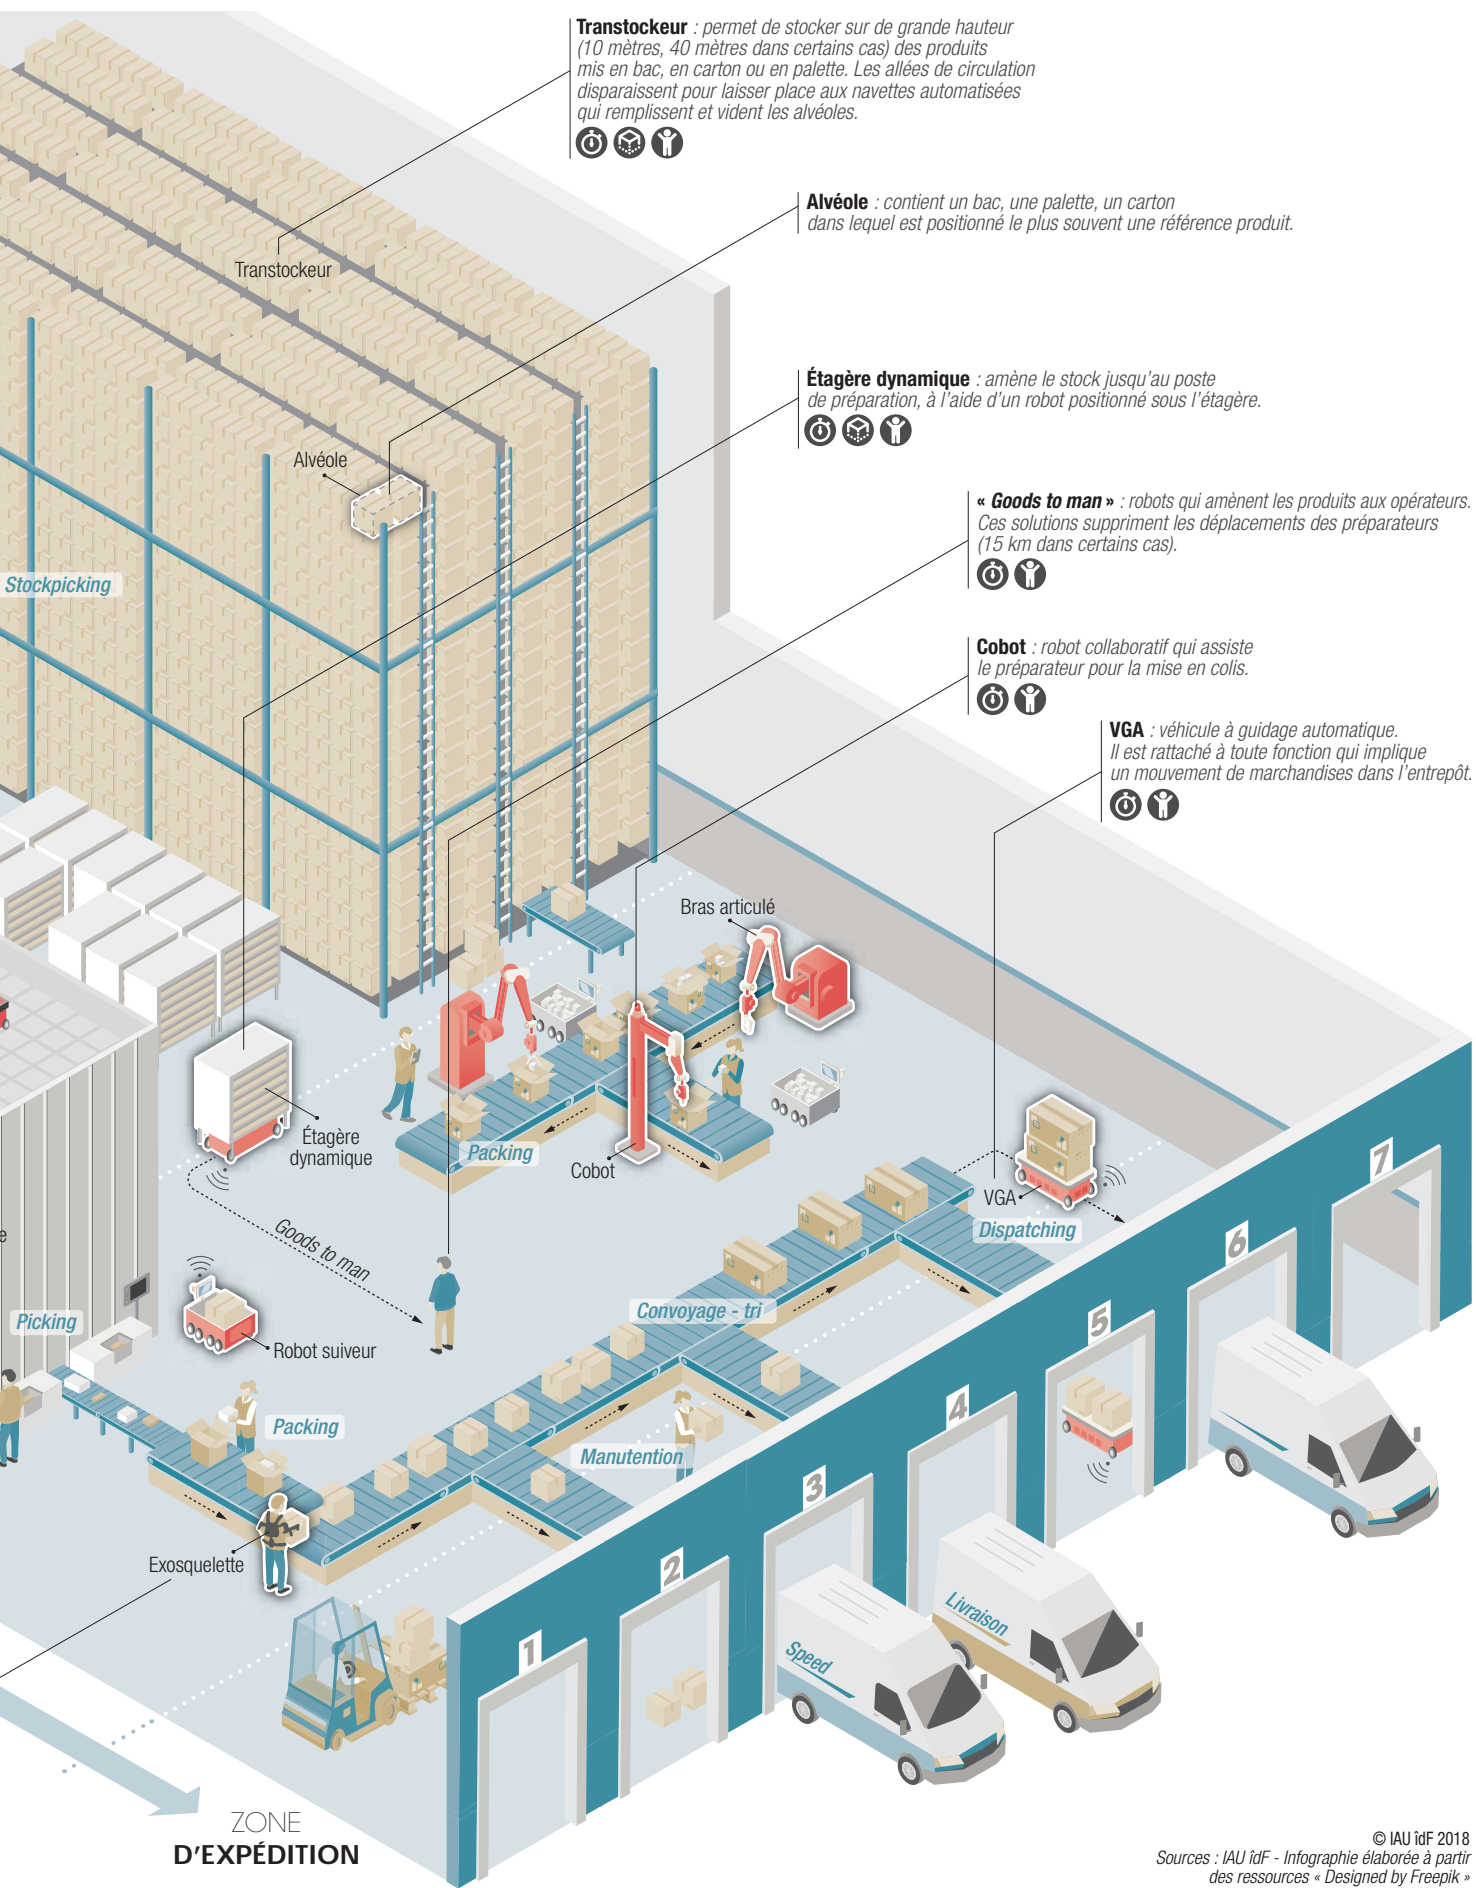 Transtockeur : permet de stocker sur de grande hauteur
(10 mètres, 40 mètres dans certains cas) des produits
mis en bac, en carton ou en palette. Les allées de circulation
disparaissent pour laisser place aux navettes automatisées
qui remplissent et vident les alvéoles.
Alvéole : contient un bac, une palette, un carton
dans lequel est positionné le plus souvent une référence produit.
Transtockeur
Étagère dynamique : amène le stock jusqu'au poste
de préparation, à l'aide d'un robot positionné sous l'étagère.
Alvéole
« Goods to man » : robots qui amènent les produits aux opérateurs.
Ces solutions suppriment les déplacements des préparateurs
(15 km dans certains cas).
Stockpicking
Cobot : robot collaboratif qui assiste
le préparateur pour la mise en colis.
VGA : véhicule à guidage automatique.
Il est rattaché à toute fonction qui implique
un mouvement de marchandises dans l'entrepôt.
Bras articulé
Étagère
dynamique
Packing
Cobot
VGA
Dispatching
7
6
Goods to man
e
Picking
Robot suiveur
Convoyage - tri
5
4
Packing
Manutention
3
Exosquelette
2
1
Livraison
Speed
ZONE
D'EXPÉDITION
© IAU îdF 2018
Sources : IAU îdF - Infographie élaborée à partir
des ressources « Designed by Freepik »